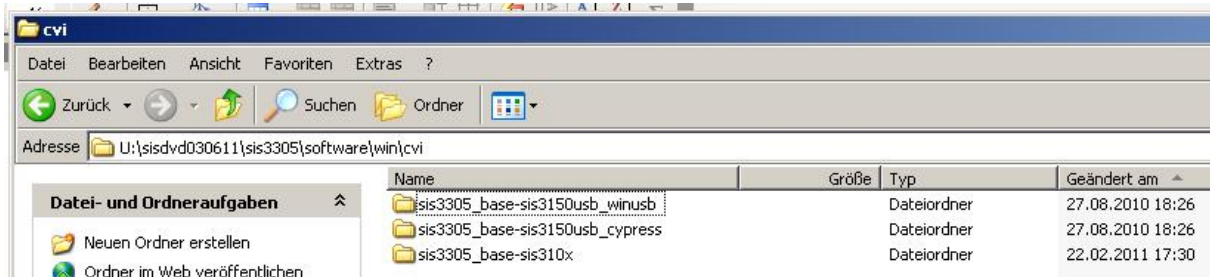 cvi
Datei Bearbeiten Ansicht Favoriten Extras ?
Zurück Suchen Ordner
Adresse U:\sisdvd030611\sis3305\software\win\cvi
Name Größe Typ Geändert am
Datei- und Ordneraufgaben
Neuen Ordner erstellen
Ordner im Web veröffentlichen
sis3305_base-sis3150usb_winusb Dateiordner 27.08.2010 18:26
sis3305_base-sis3150usb_cypress Dateiordner 27.08.2010 18:26
sis3305_base-sis310x Dateiordner 22.02.2011 17:30